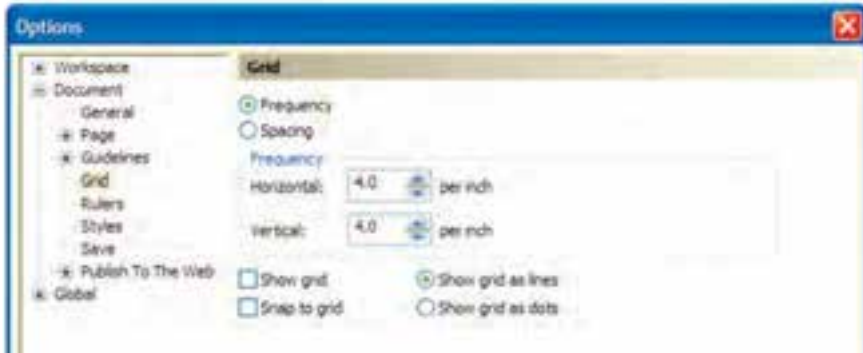 Options
Workspace
Document
General
Page
Guidelines
Grid
Rulers
Styles
Save
Publish To The Web
Global
Grid
Frequency
Spacing
Frequency
Horizontal: 4.0 per inch
Vertical: 4.0 per inch
Show grid Show grid as lines
Snap to grid Show grid as dots